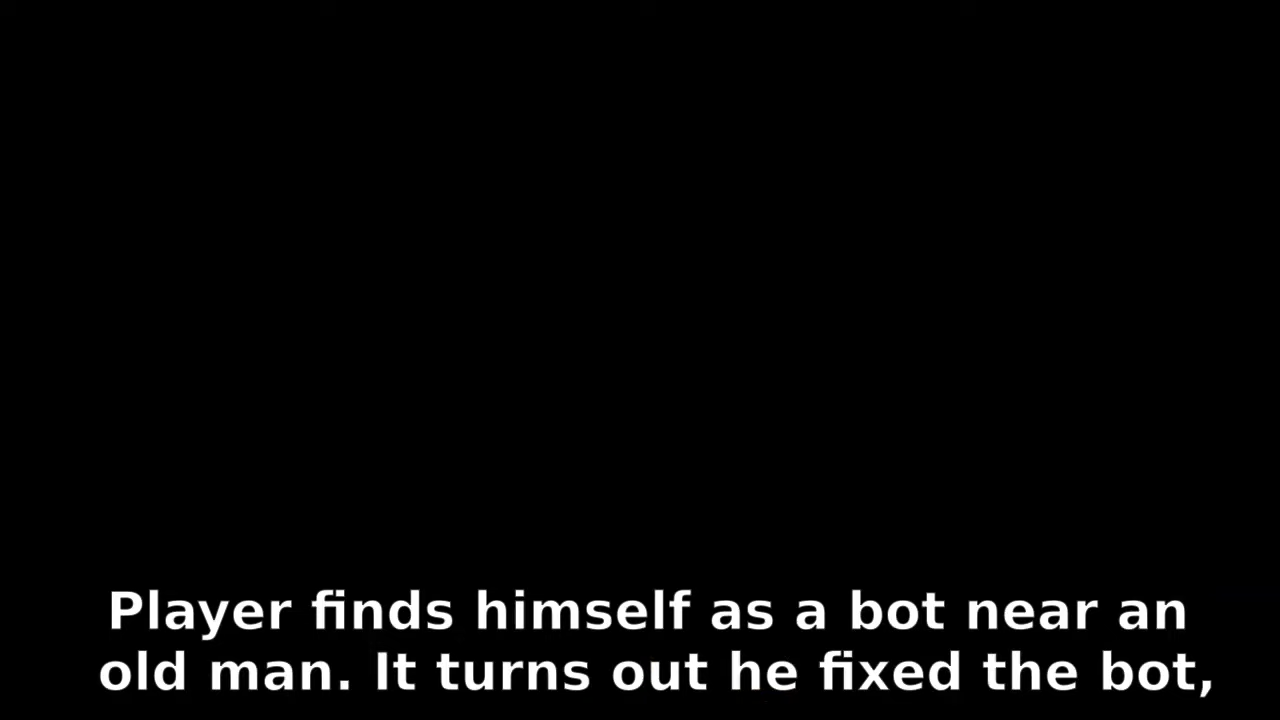 Player finds himself as a bot near an
old man. It turns out he fixed the bot,